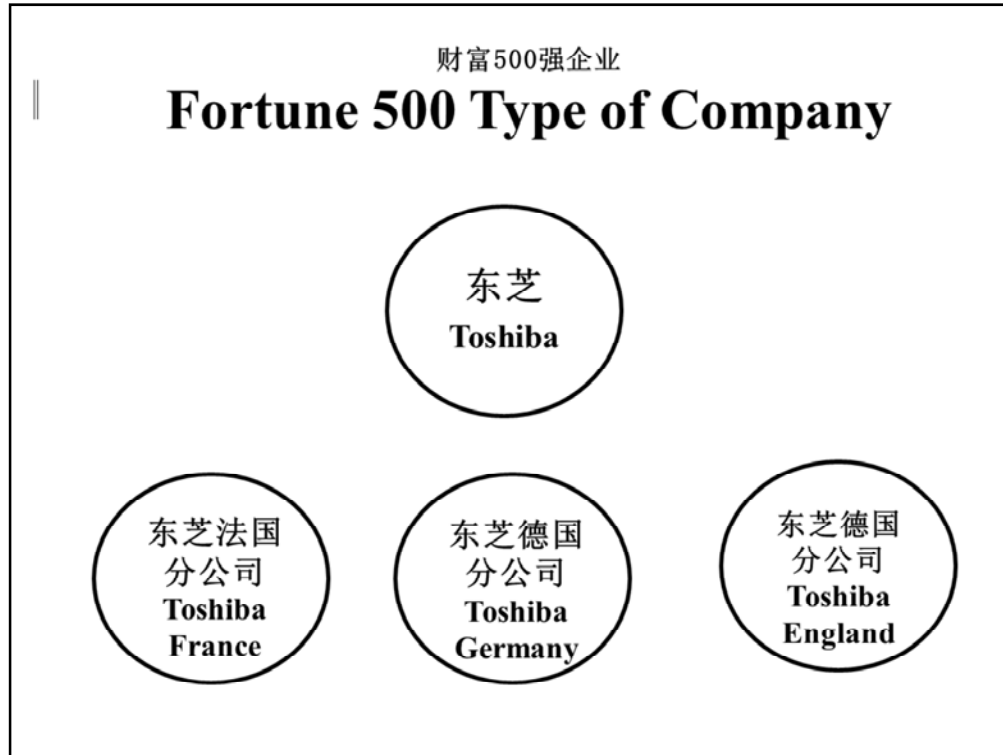 财富500强企业
Fortune 500 Type of Company
东芝
Toshiba
东芝法国
分公司
Toshiba
France
东芝德国
分公司
Toshiba
Germany
东芝德国
分公司
Toshiba
England